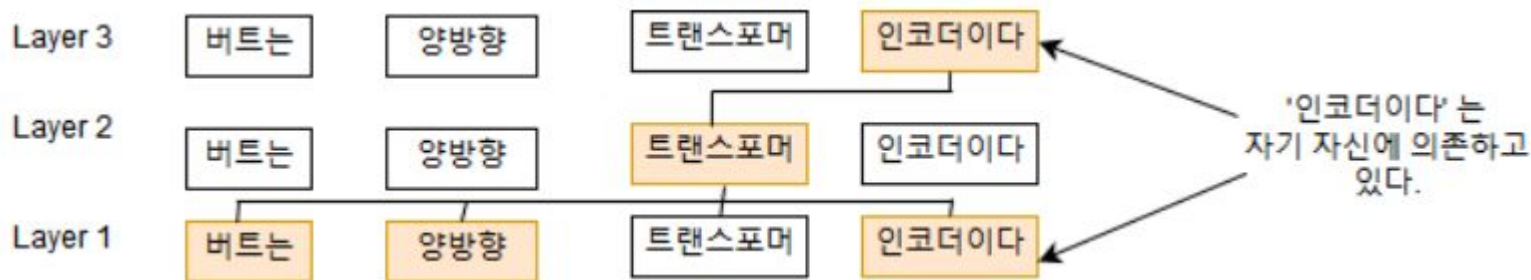 Layer 3 버트는 양방향 트랜스포머 인코더이다
'인코더이다' 는
자기 자신에 의존하고
있다.
Layer 2 버트는 양방향 트랜스포머 인코더이다
Layer 1 버트는 양방향 트랜스포머 인코더이다